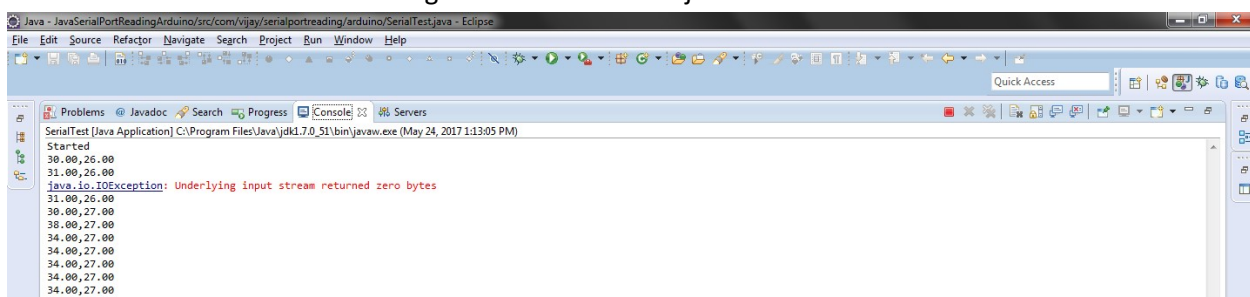 Java - JavaSerialPortReadingArduino/src/com/vijay/serialportreading/arduino/SerialTest.java - Eclipse
File Edit Source Refactor Navigate Search Project Run Window Help
Quick Access
Problems @ Javadoc Search Progress Console Servers
SerialTest [Java Application] C:\Program Files\Java\jdk1.7.0_51\bin\javaw.exe (May 24, 2017 1:13:05 PM)
Started
30.00,26.00
31.00,26.00
java.io.IOException: Underlying input stream returned zero bytes
31.00,26.00
30.00,27.00
38.00,27.00
34.00,27.00
34.00,27.00
34.00,27.00
34.00,27.00
34.00,27.00